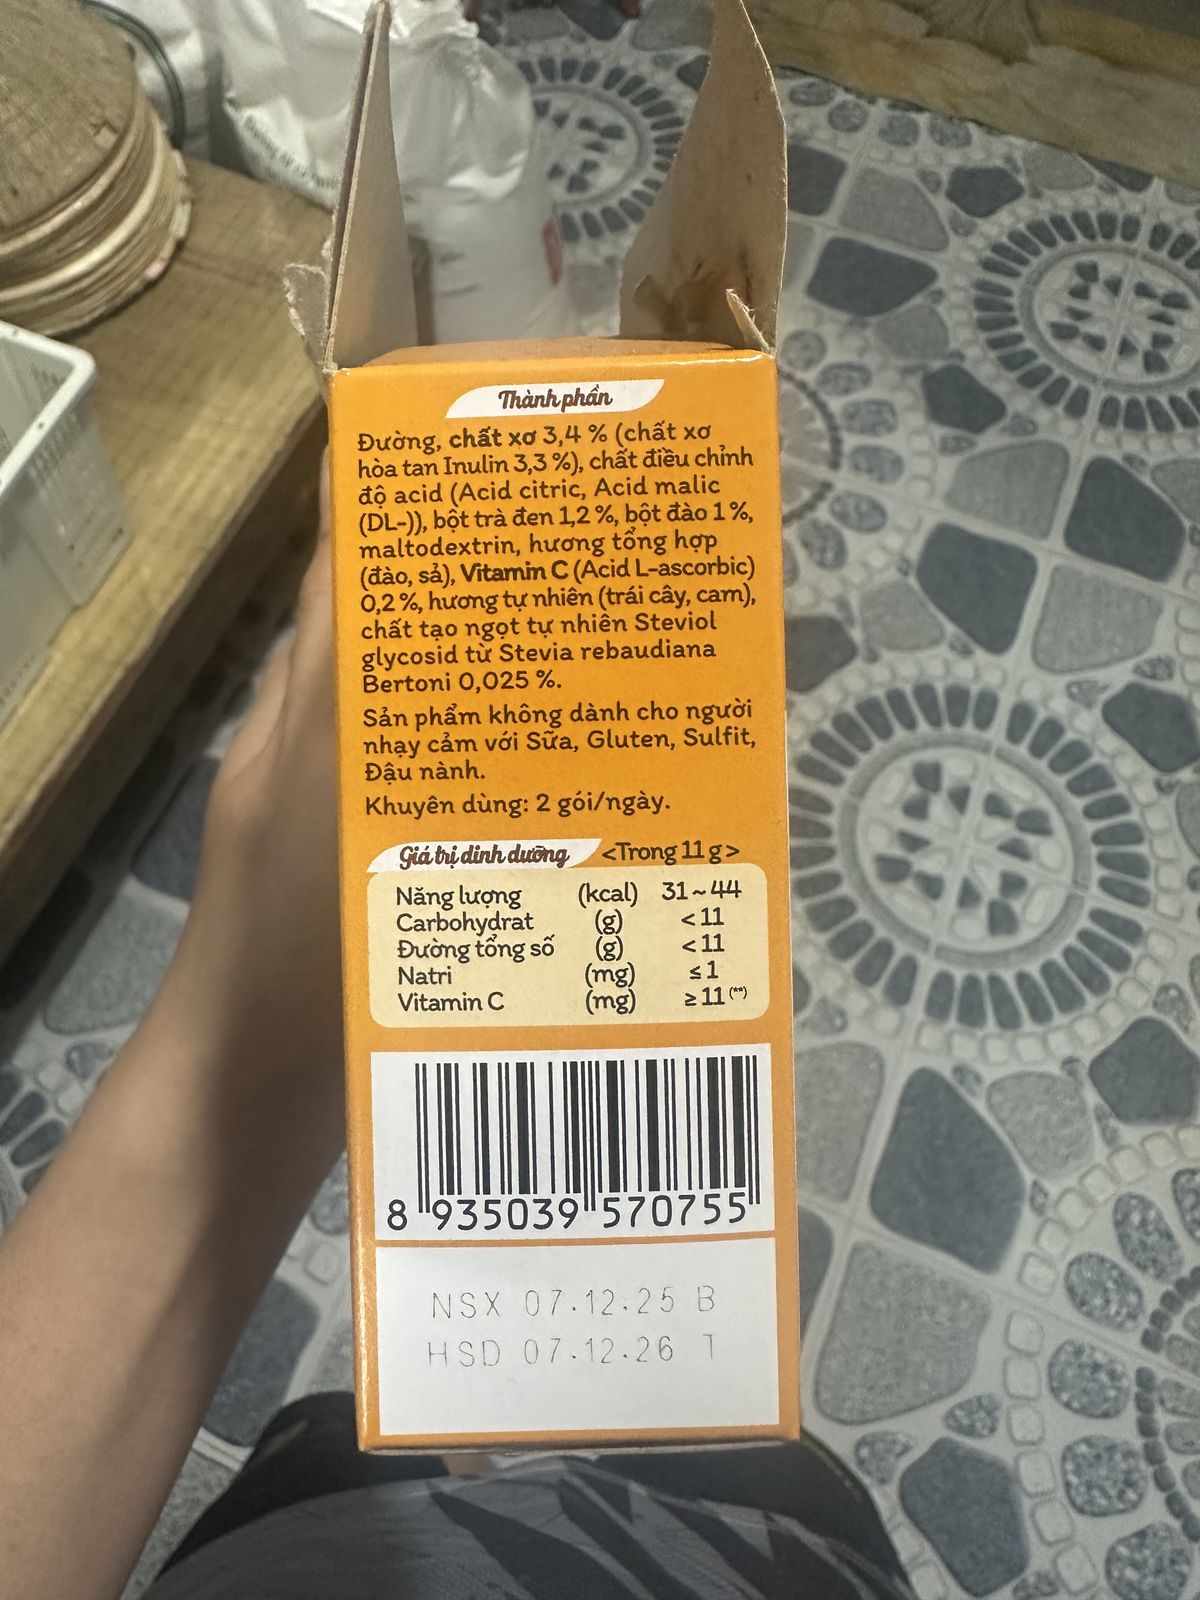 Thành phần
Đường, chất xơ 3,4 % (chất xơ
hòa tan Inulin 3,3 %), chất điều chỉnh
độ acid (Acid citric, Acid malic
(DL-)), bột trà đen 1,2 %, bột đào 1 %,
maltodextrin, hương tổng hợp
(đào, sả), Vitamin C (Acid L-ascorbic)
0,2 %, hương tự nhiên (trái cây, cam),
chất tạo ngọt tự nhiên Steviol
glycosid từ Stevia rebaudiana
Bertoni 0,025 %.
Sản phẩm không dành cho người
nhạy cảm với Sữa, Gluten, Sulfit,
Đậu nành.
Khuyên dùng: 2 gói/ngày.
Giá trị dinh dưỡng <Trong 11 g>
Năng lượng (kcal) 31~44
Carbohydrat (g) < 11
Đường tổng số (g) < 11
Natri (mg) ≤ 1
Vitamin C (mg) ≥ 11 (**)
8 935039 570755
NSX 07.12.25 B
HSD 07.12.26 T